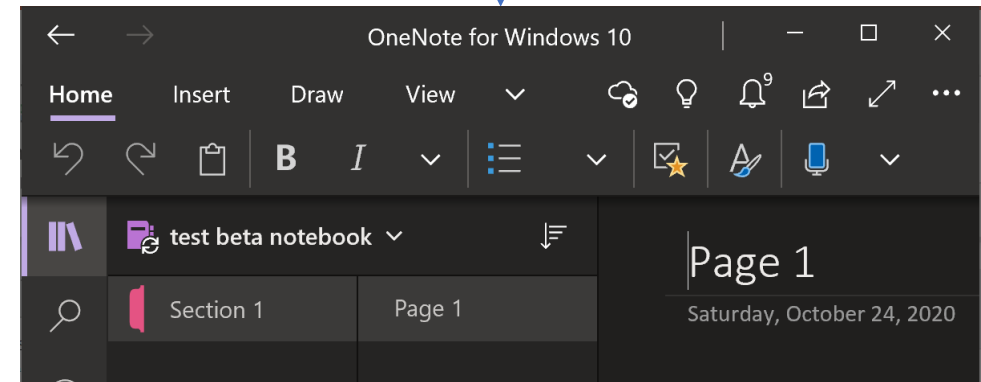 OneNote for Windows 10
Home Insert Draw View
9
B I
test beta notebook
Section 1 Page 1
Page 1
Saturday, October 24, 2020